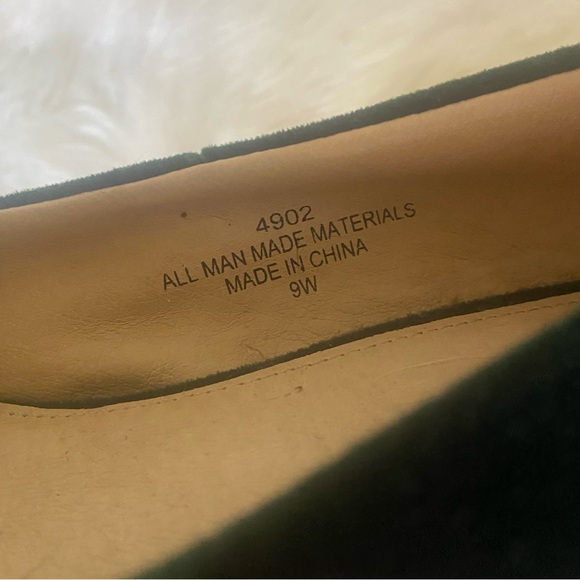 4902
ALL MAN MADE MATERIALS
MADE IN CHINA
9W